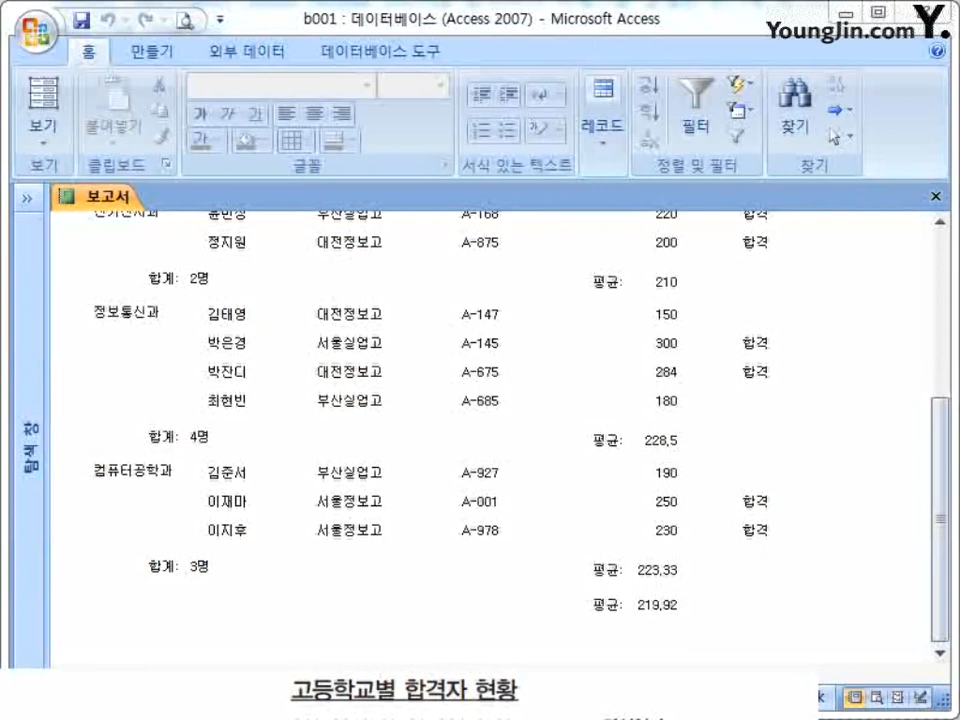 b001 : 데이터베이스 (Access 2007) - Microsoft Access
YoungJin.com Y.
홈 만들기 외부 데이터 데이터베이스 도구
보기 붙여넣기 가 가 가 레코드 필터 찾기
보기 클립보드 글꼴 서식 있는 텍스트 정렬 및 필터 찾기
보고서
A-168 220 합격
정지원 대전정보고 A-875 200 합격
합계: 2명 평균: 210
정보통신과 김태영 대전정보고 A-147 150
박은경 서울실업고 A-145 300 합격
박잔디 대전정보고 A-675 284 합격
최현빈 부산실업고 A-685 180
합계: 4명 평균: 228.5
컴퓨터공학과 김준서 부산실업고 A-927 190
이재마 서울정보고 A-001 250 합격
이지후 서울정보고 A-978 230 합격
합계: 3명 평균: 223.33
평균: 219.92
탐색 창
고등학교별 합격자 현황